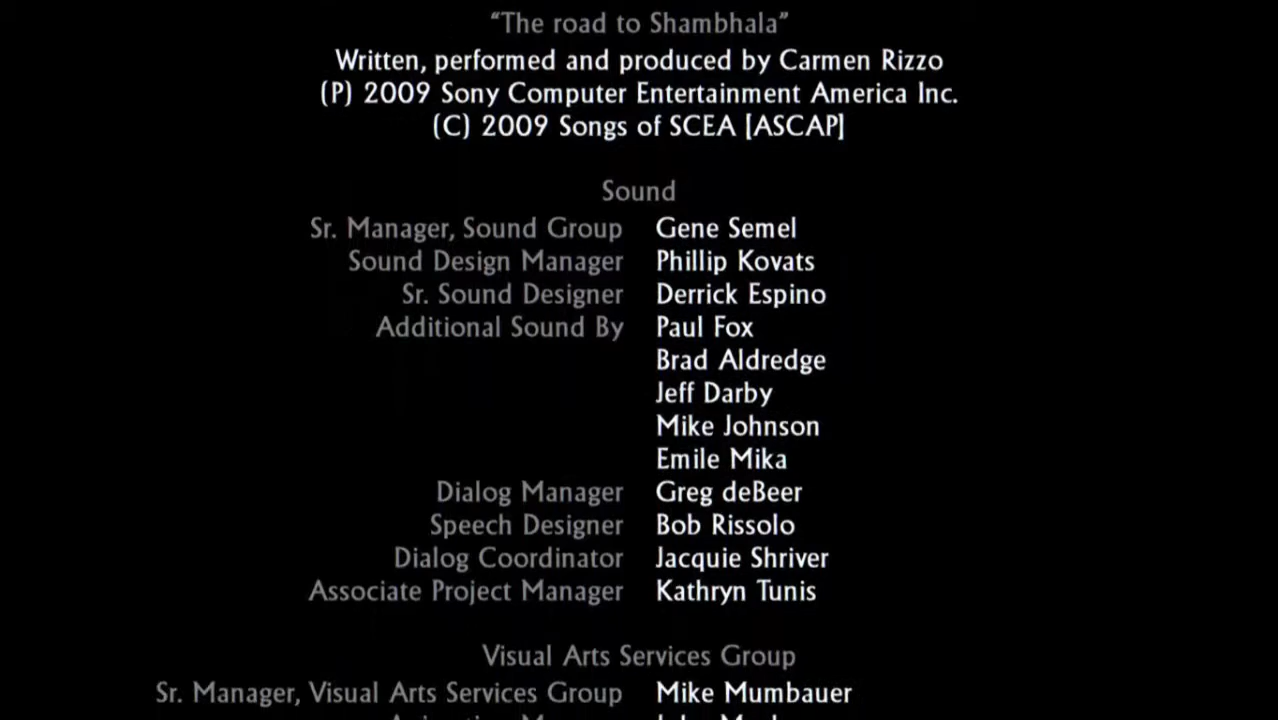 “The road to Shambhala”
Written, performed and produced by Carmen Rizzo
(P) 2009 Sony Computer Entertainment America Inc.
(C) 2009 Songs of SCEA [ASCAP]
Sound
Sr. Manager, Sound Group Gene Semel
Sound Design Manager Phillip Kovats
Sr. Sound Designer Derrick Espino
Additional Sound By Paul Fox
Brad Aldredge
Jeff Darby
Mike Johnson
Emile Mika
Dialog Manager Greg deBeer
Speech Designer Bob Rissolo
Dialog Coordinator Jacquie Shriver
Associate Project Manager Kathryn Tunis
Visual Arts Services Group
Sr. Manager, Visual Arts Services Group Mike Mumbauer